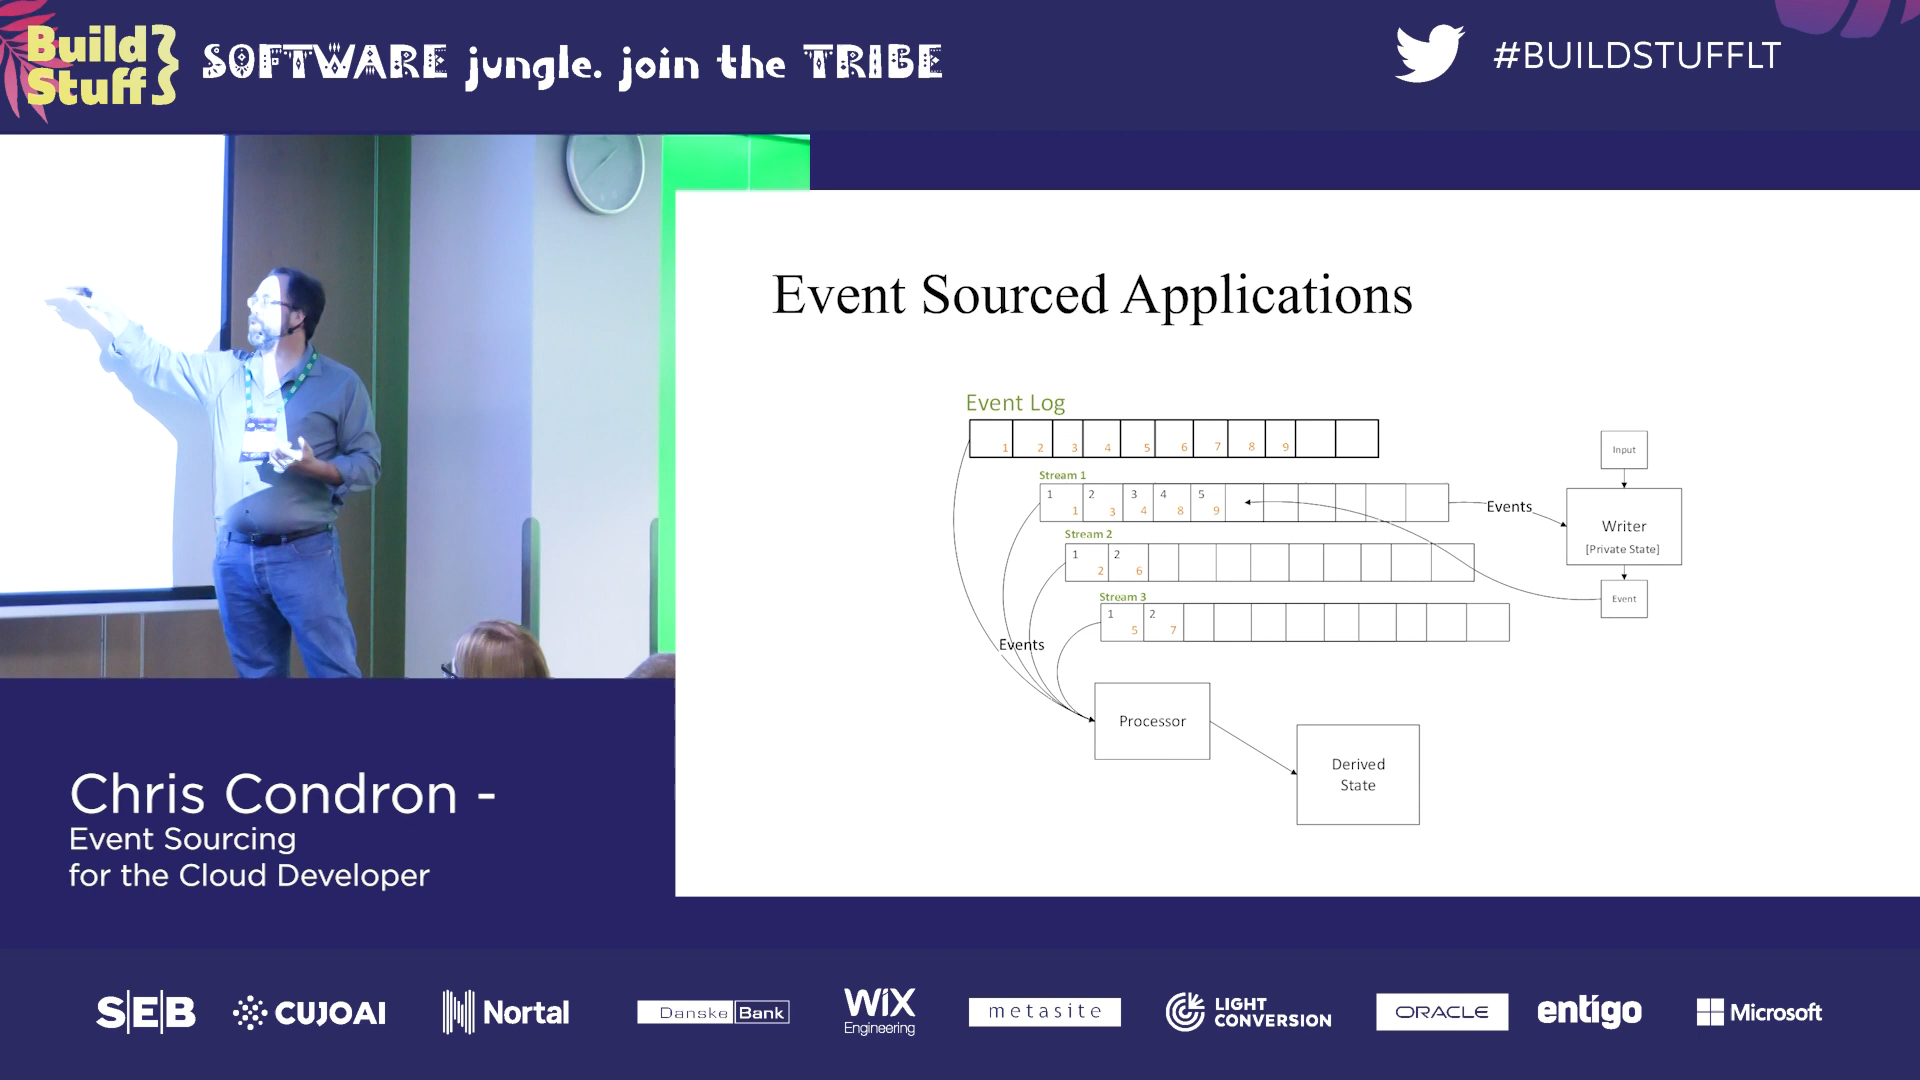 Build
Stuff
SOFTWARE jungle. join the TRIBE
#BUILDSTUFFLT
Event Sourced Applications
Event Log
1 2 3 4 5 6 7 8 9
Stream 1
1 2 3 4 5
1 3 4 8 9
Stream 2
1 2
2 6
Stream 3
1 2
5 7
Events
Input
Writer
[Private State]
Event
Events
Processor
Derived
State
Chris Condron -
Event Sourcing
for the Cloud Developer
S|E|B
CUJOAI
Nortal
Danske Bank
WiX
Engineering
metasite
LIGHT
CONVERSION
ORACLE
entigo
Microsoft